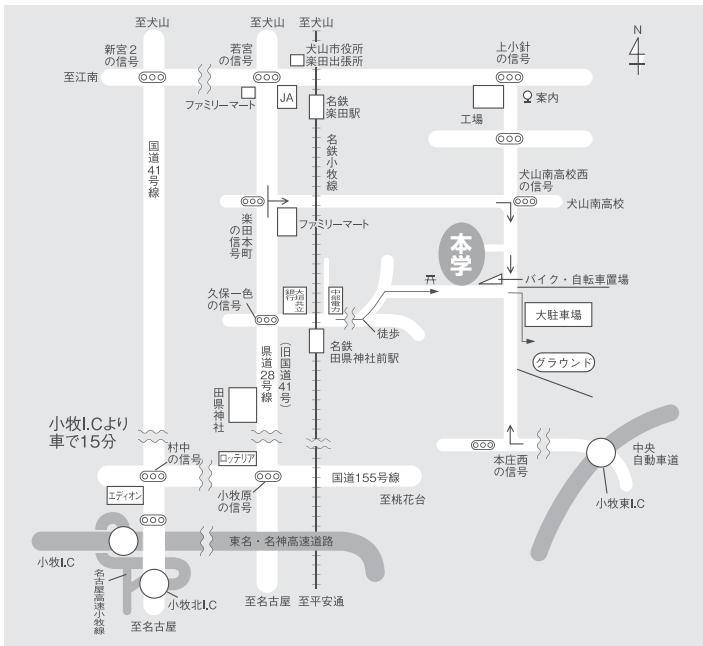 至犬山
至犬山
至犬山
N
新宮2
の信号
若宮
の信号
犬山市役所
楽田出張所
上小針
の信号
至江南
ファミリーマート
JA
名鉄
楽田駅
工場
案内
国道41号線
名鉄小牧線
犬山南高校西
の信号
犬山南高校
楽田本町
の信号
ファミリーマート
本学
バイク・自転車置場
久保一色
の信号
大垣共立
銀行
中部電力
大駐車場
徒歩
名鉄
田県神社前駅
グラウンド
県道28号線
(旧国道41号)
田県神社
小牧I.Cより
車で15分
村中
の信号
ロッテリア
国道155号線
本庄西
の信号
中央
自動車道
エディオン
小牧原
の信号
至桃花台
小牧東I.C
東名・名神高速道路
小牧I.C
名古屋高速小牧線
小牧北I.C
至名古屋
至名古屋
至平安通